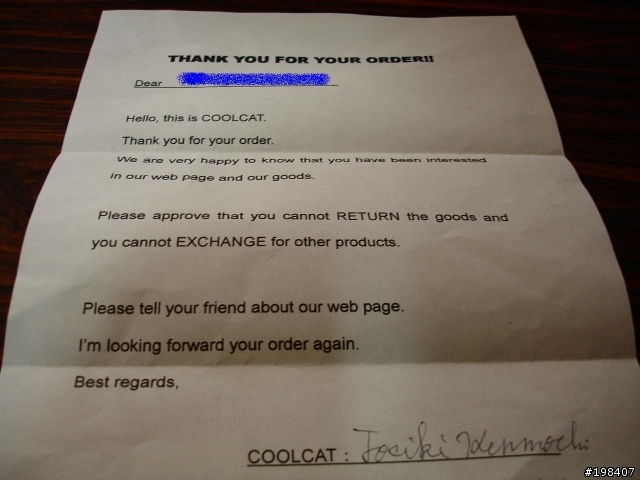 THANK YOU FOR YOUR ORDER!!
Dear
Hello, this is COOLCAT.
Thank you for your order.
We are very happy to know that you have been interested
in our web page and our goods.
Please approve that you cannot RETURN the goods and
you cannot EXCHANGE for other products.
Please tell your friend about our web page.
I'm looking forward your order again.
Best regards,
COOLCAT : Tosiki Kenmochi
#198407